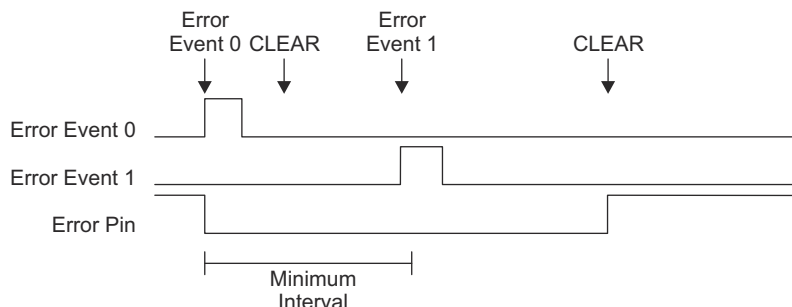 Error
Event 0
CLEAR
Error
Event 1
CLEAR
Error Event 0
Error Event 1
Error Pin
Minimum
Interval